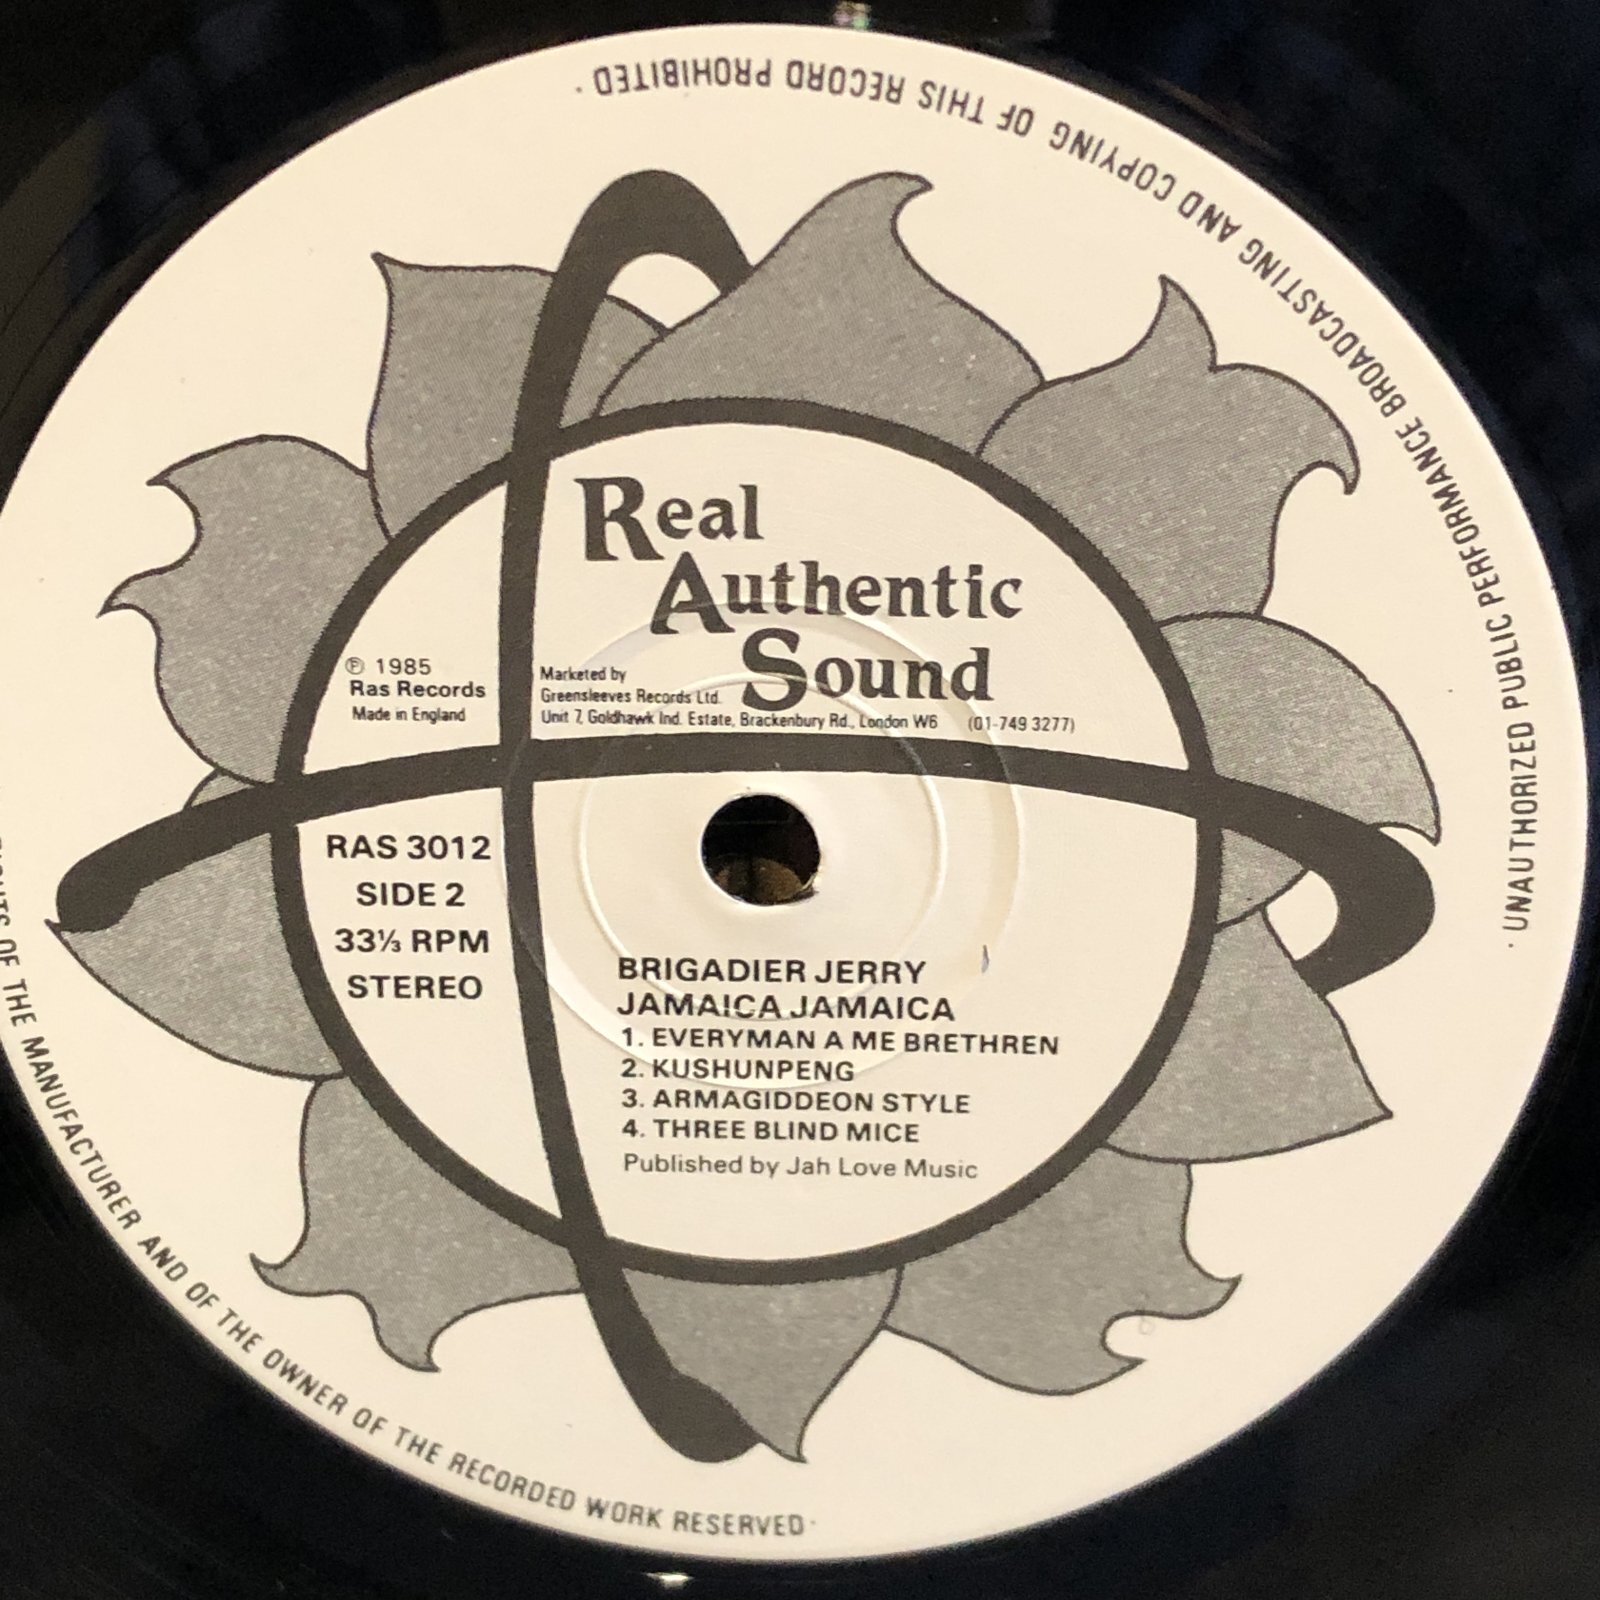 Real
Authentic
Sound
℗ 1985
Ras Records
Made in England
Marketed by
Greensleeves Records Ltd.
Unit 7, Goldhawk Ind. Estate, Brackenbury Rd., London W6 (01-749 3277)
RAS 3012
SIDE 2
33⅓ RPM
STEREO
BRIGADIER JERRY
JAMAICA JAMAICA
1. EVERYMAN A ME BRETHREN
2. KUSHUNPENG
3. ARMAGIDDEON STYLE
4. THREE BLIND MICE
Published by Jah Love Music
OF THE MANUFACTURER AND OF THE OWNER OF THE RECORDED WORK RESERVED ·
· UNAUTHORIZED PUBLIC PERFORMANCE BROADCASTING AND COPYING OF THIS RECORD PROHIBITED ·